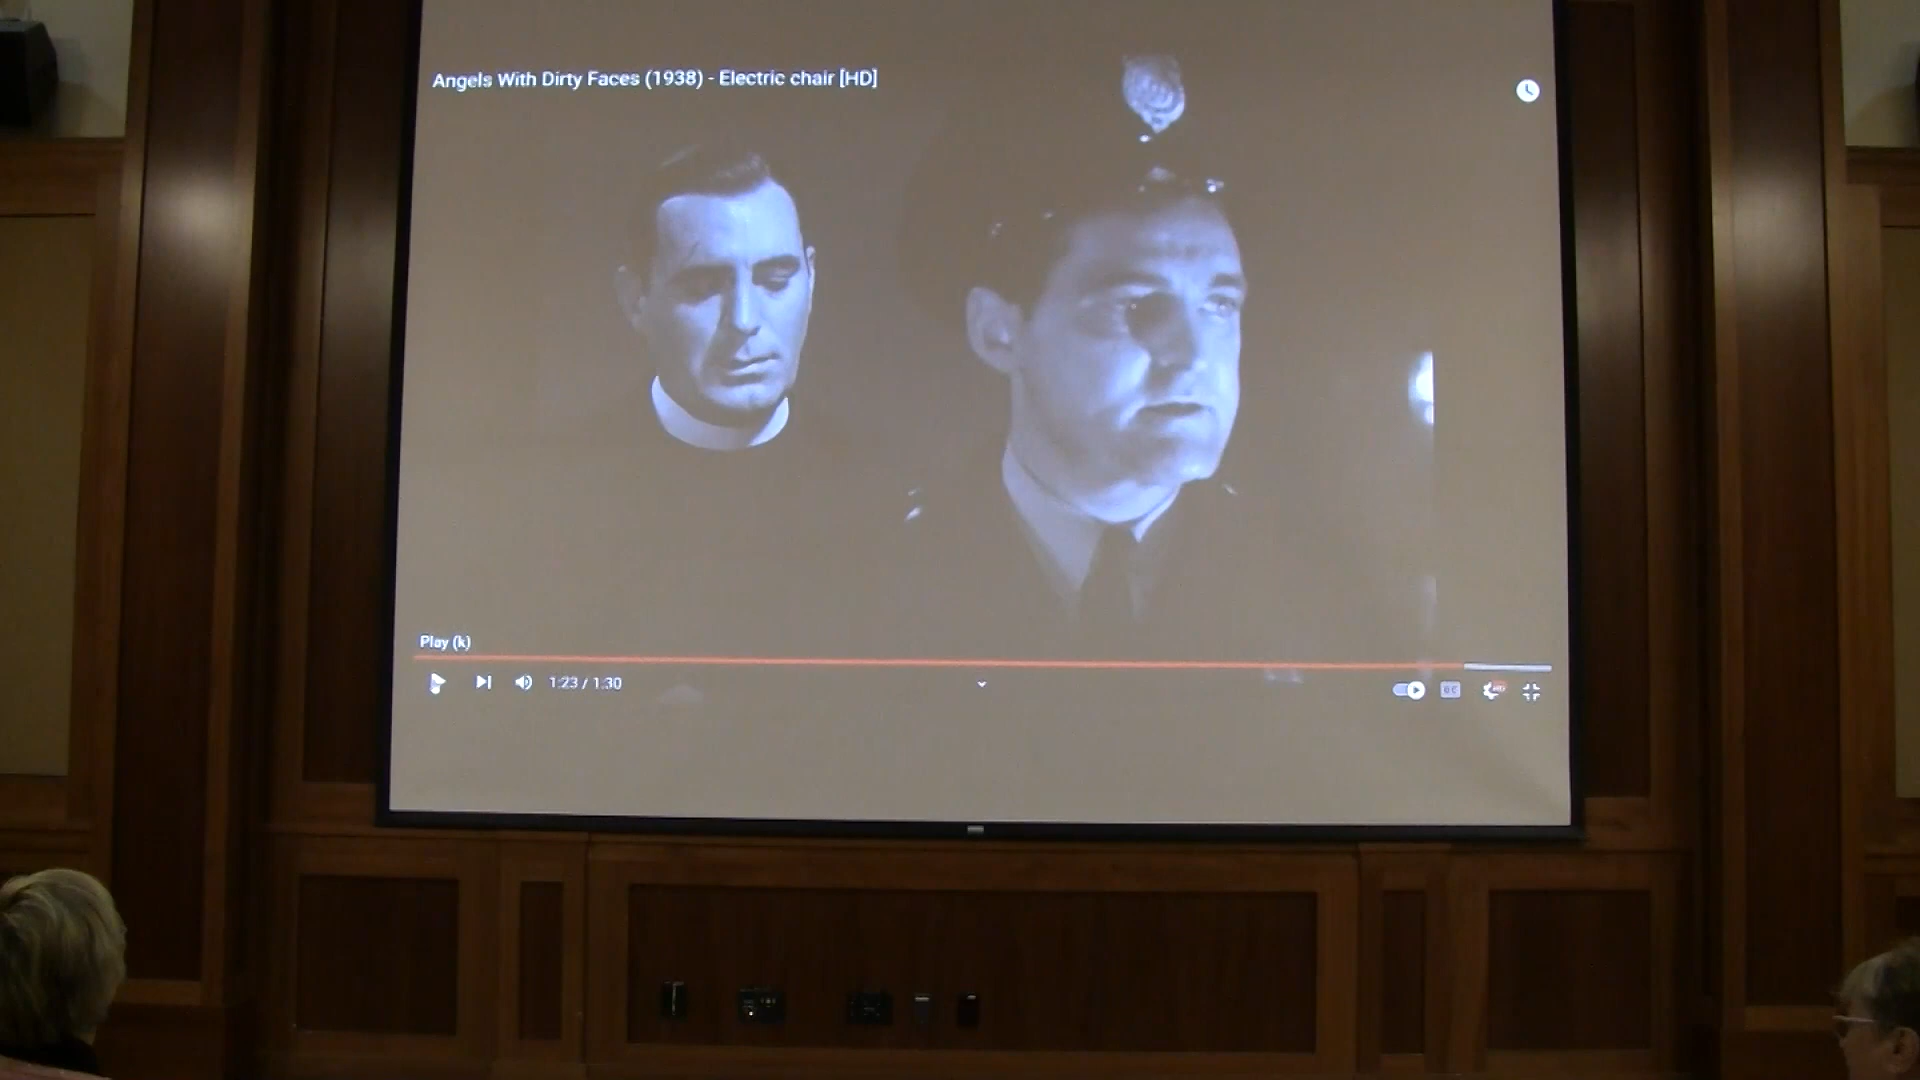 Angels With Dirty Faces (1938) - Electric chair [HD]
Play (k)
1:23 / 1:30